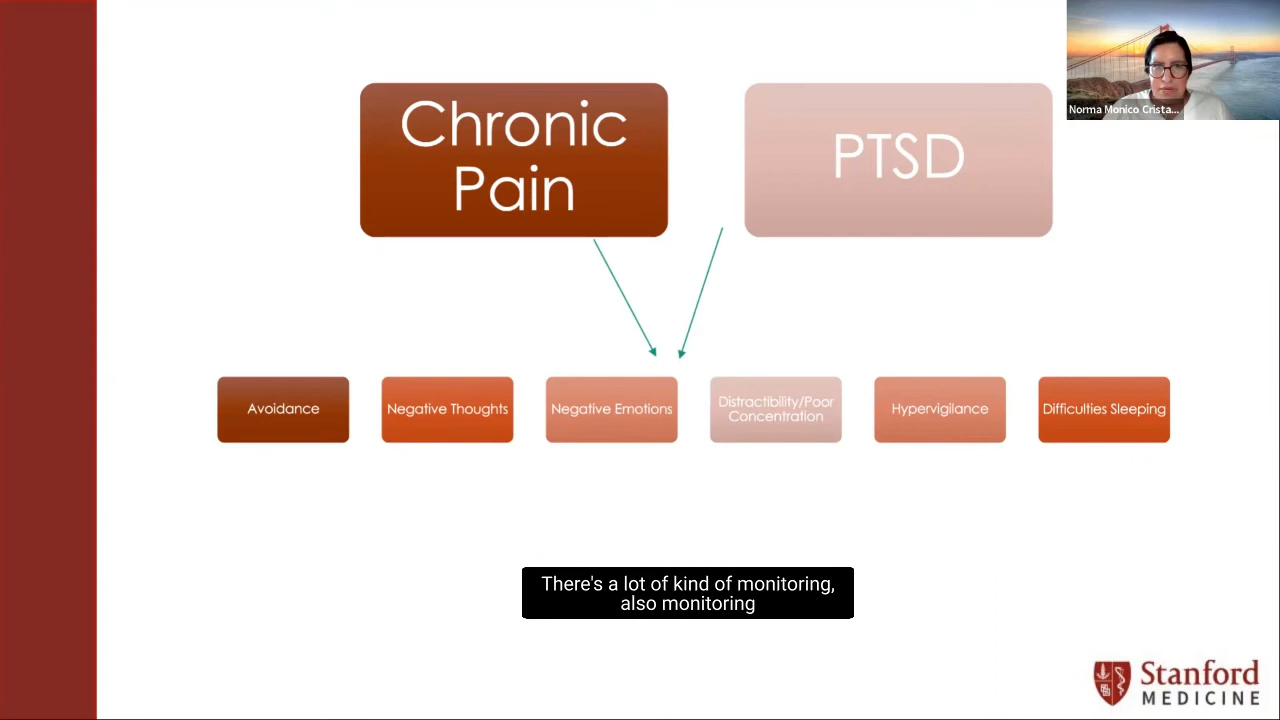 Chronic
Pain
PTSD
Norma Monico Crista...
Avoidance
Negative Thoughts
Negative Emotions
Distractibility/Poor
Concentration
Hypervigilance
Difficulties Sleeping
There's a lot of kind of monitoring,
also monitoring
Stanford
MEDICINE